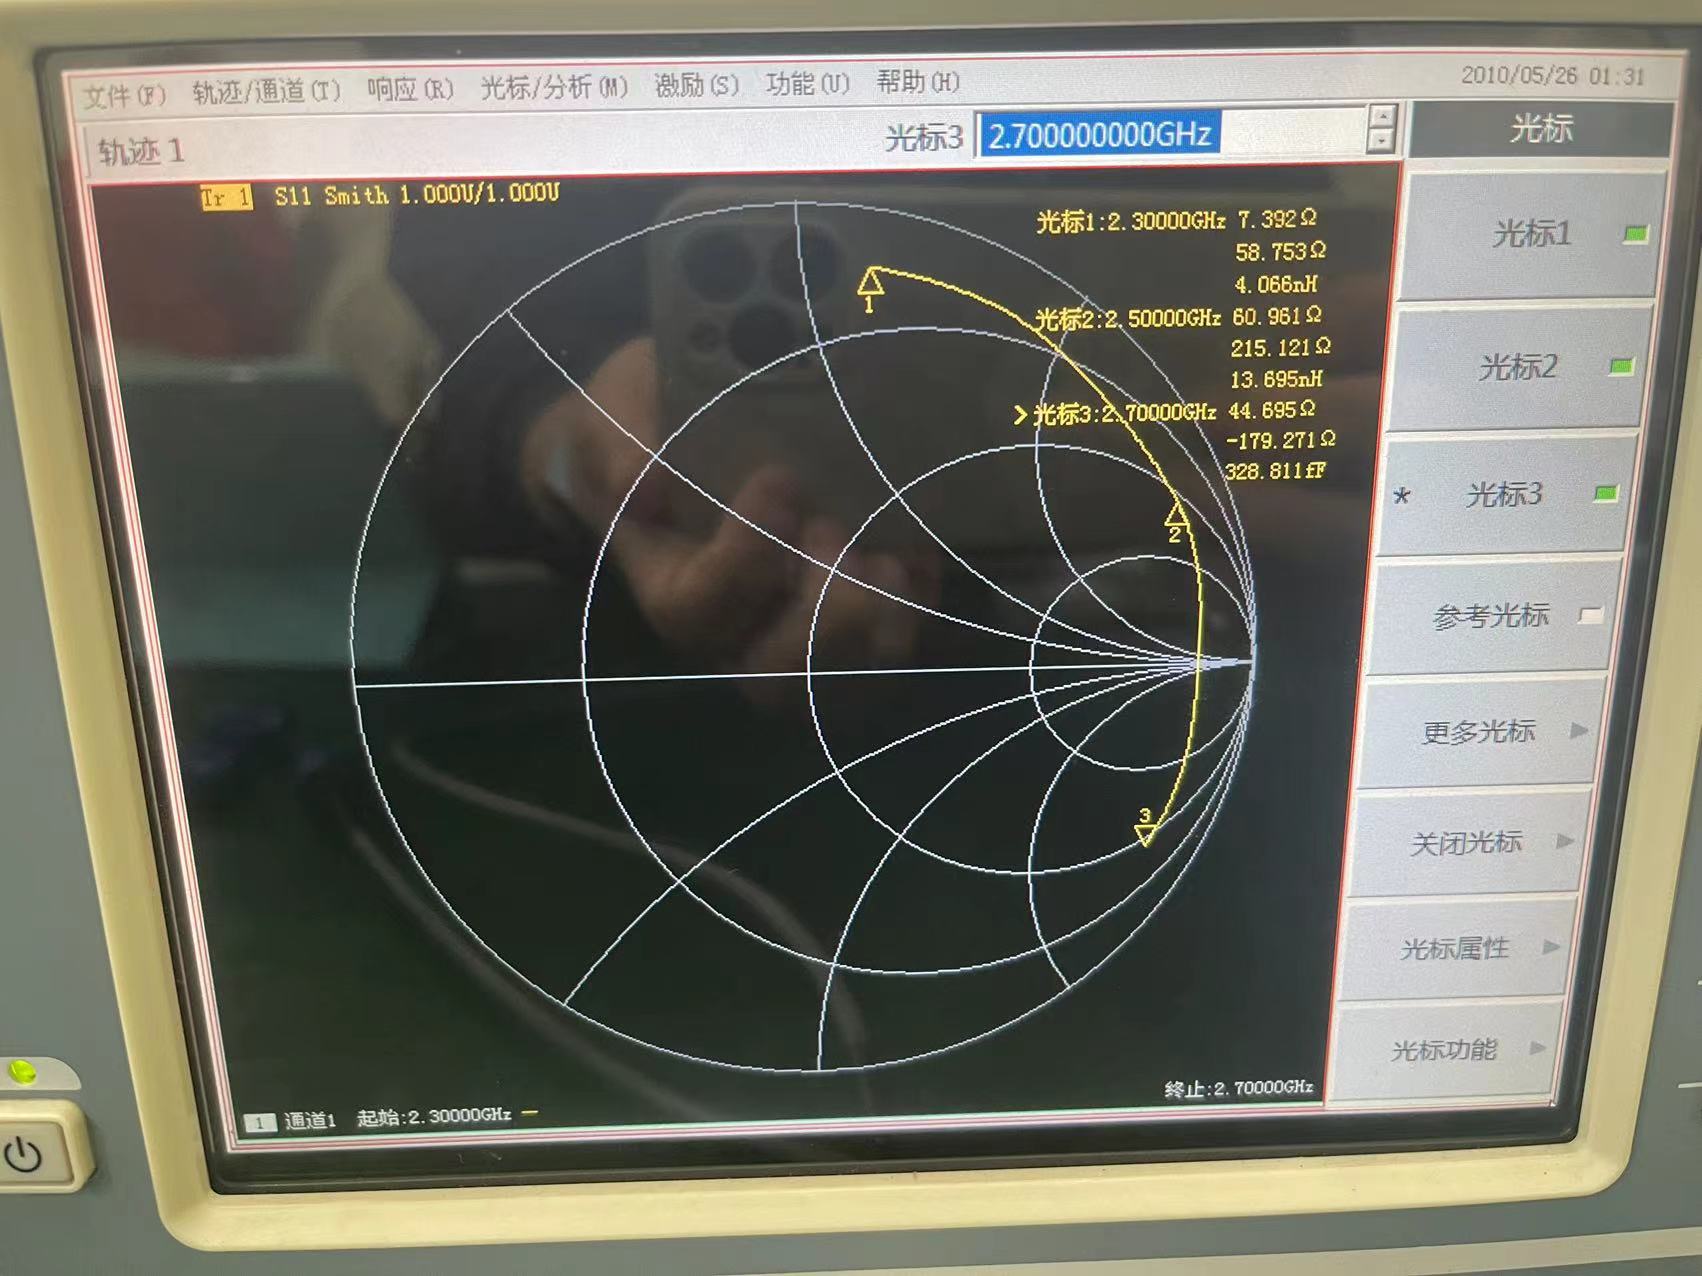 文件(F) 轨迹/通道(T) 响应(R) 光标/分析(M) 激励(S) 功能(U) 帮助(H) 2010/05/26 01:31
轨迹 1 光标3 2.700000000GHz 光标
Tr 1 S11 Smith 1.000U/1.000U
光标1:2.30000GHz 7.392Ω
58.753Ω
4.066nH
光标2:2.50000GHz 60.961Ω
215.121Ω
13.695nH
>光标3:2.70000GHz 44.695Ω
-179.271Ω
328.811fF
1
2
3
光标1
光标2
* 光标3
参考光标
更多光标
关闭光标
光标属性
光标功能
1 通道1 起始:2.30000GHz 终止:2.70000GHz